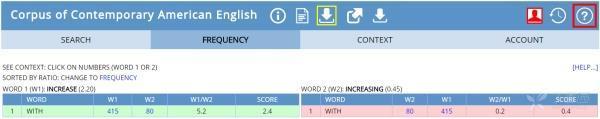 Corpus of Contemporary American English
SEARCH FREQUENCY CONTEXT ACCOUNT
SEE CONTEXT: CLICK ON NUMBERS (WORD 1 OR 2) [HELP...]
SORTED BY RATIO: CHANGE TO FREQUENCY
WORD 1 (W1): INCREASE (2.20) WORD 2 (W2): INCREASING (0.45)
WORD W1 W2 W1/W2 SCORE WORD W2 W1 W2/W1 SCORE
1 WITH 415 80 5.2 2.4 1 WITH 80 415 0.2 0.4